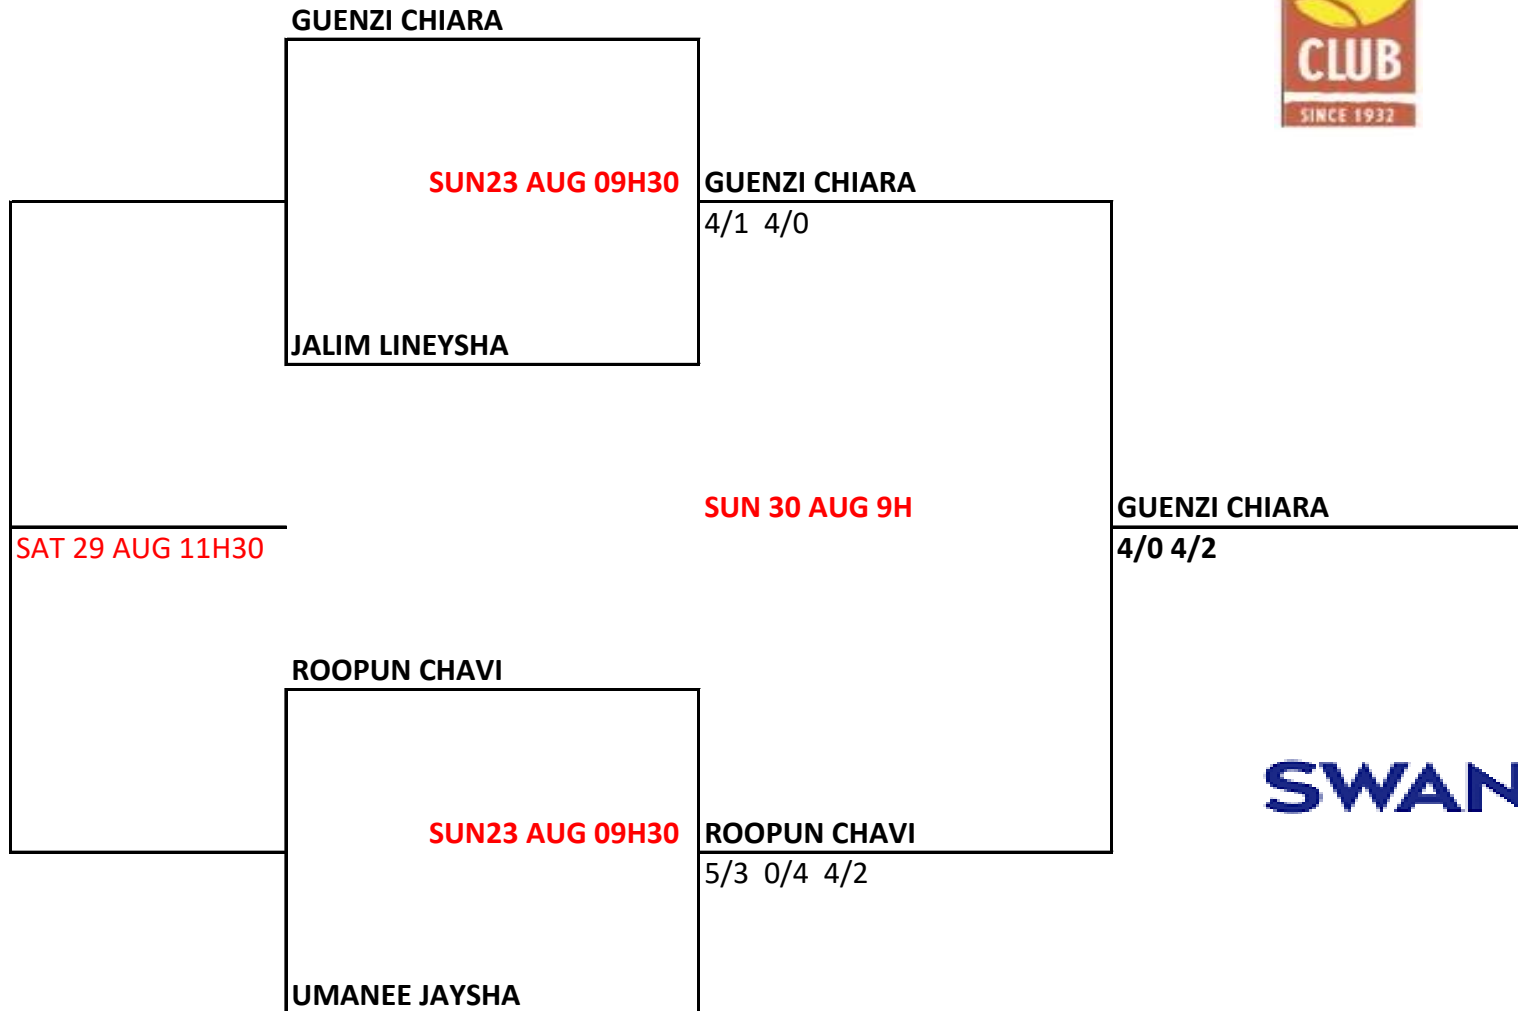 GUENZI CHIARA
CLUB
SINCE 1932
SUN23 AUG 09H30
GUENZI CHIARA
4/1 4/0
JALIM LINEYSHA
SUN 30 AUG 9H
GUENZI CHIARA
SAT 29 AUG 11H30
4/0 4/2
ROOPUN CHAVI
SWAN
SUN23 AUG 09H30
ROOPUN CHAVI
5/3 0/4 4/2
UMANEE JAYSHA